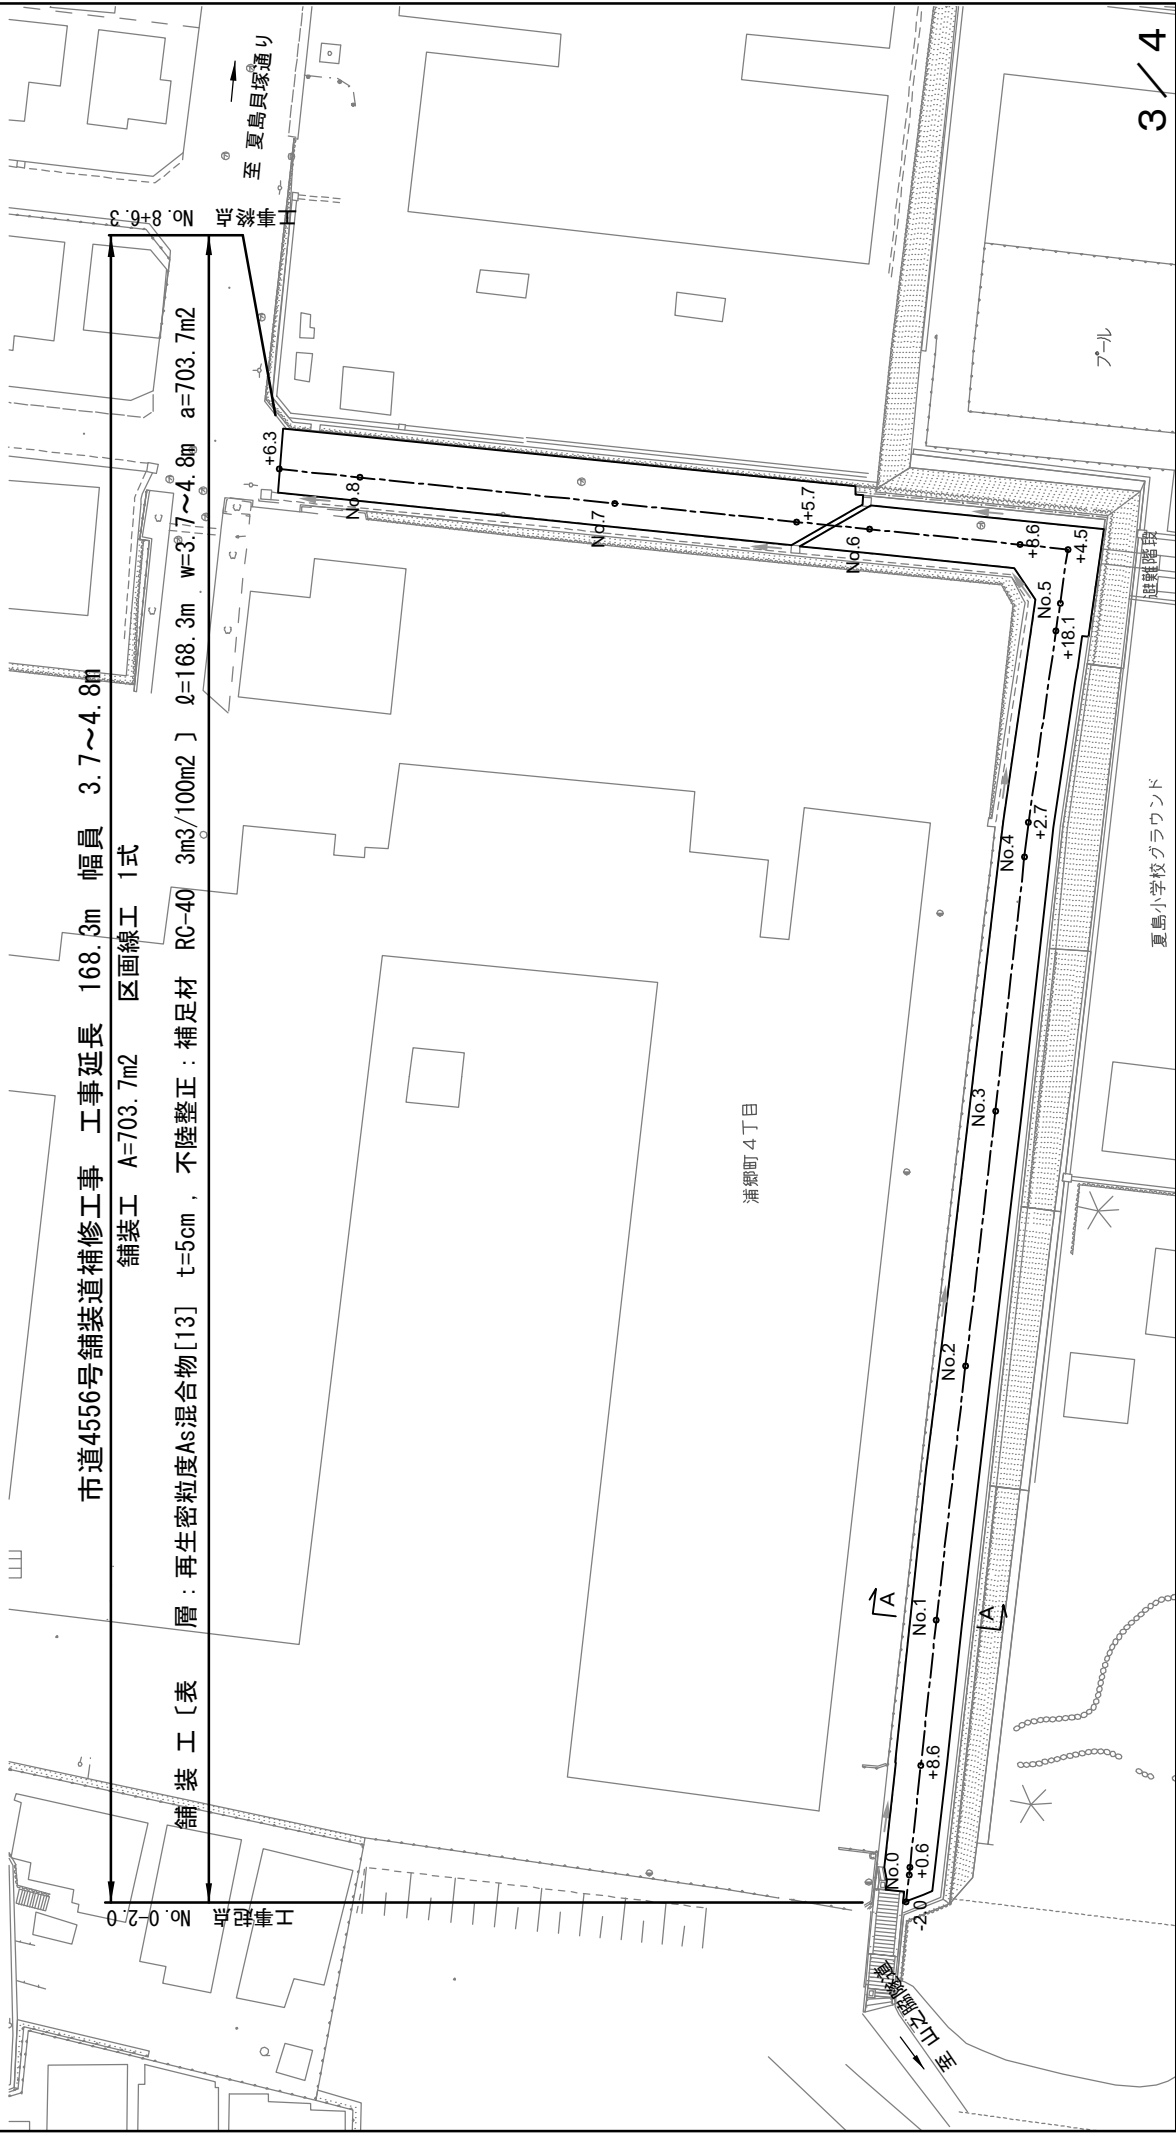 市道4556号舗装道補修工事 工事延長 168.3m 幅員 3.7～4.8m
舗装工 A=703.7m2 区画線工 1式
舗 装 工 〔表 層：再生密粒度As混合物[13] t=5cm , 不陸整正：補足材 RC-40 3m3/100m2 〕 ℓ=168.3m w=3.7～4.8m a=703.7m2
工事起点 No.0-2.0
工事終点 No.8+6.3
至 夏島貝塚通り
+6.3
No.8
No.7
+5.7
No.6
+8.6
+4.5
No.5
+18.1
+2.7
No.4
No.3
No.2
No.1
+8.6
+0.6
No.0
-2.0
A
A
浦郷町４丁目
至 山之脇隧道
避難階段
プール
夏島小学校グラウンド
3／4